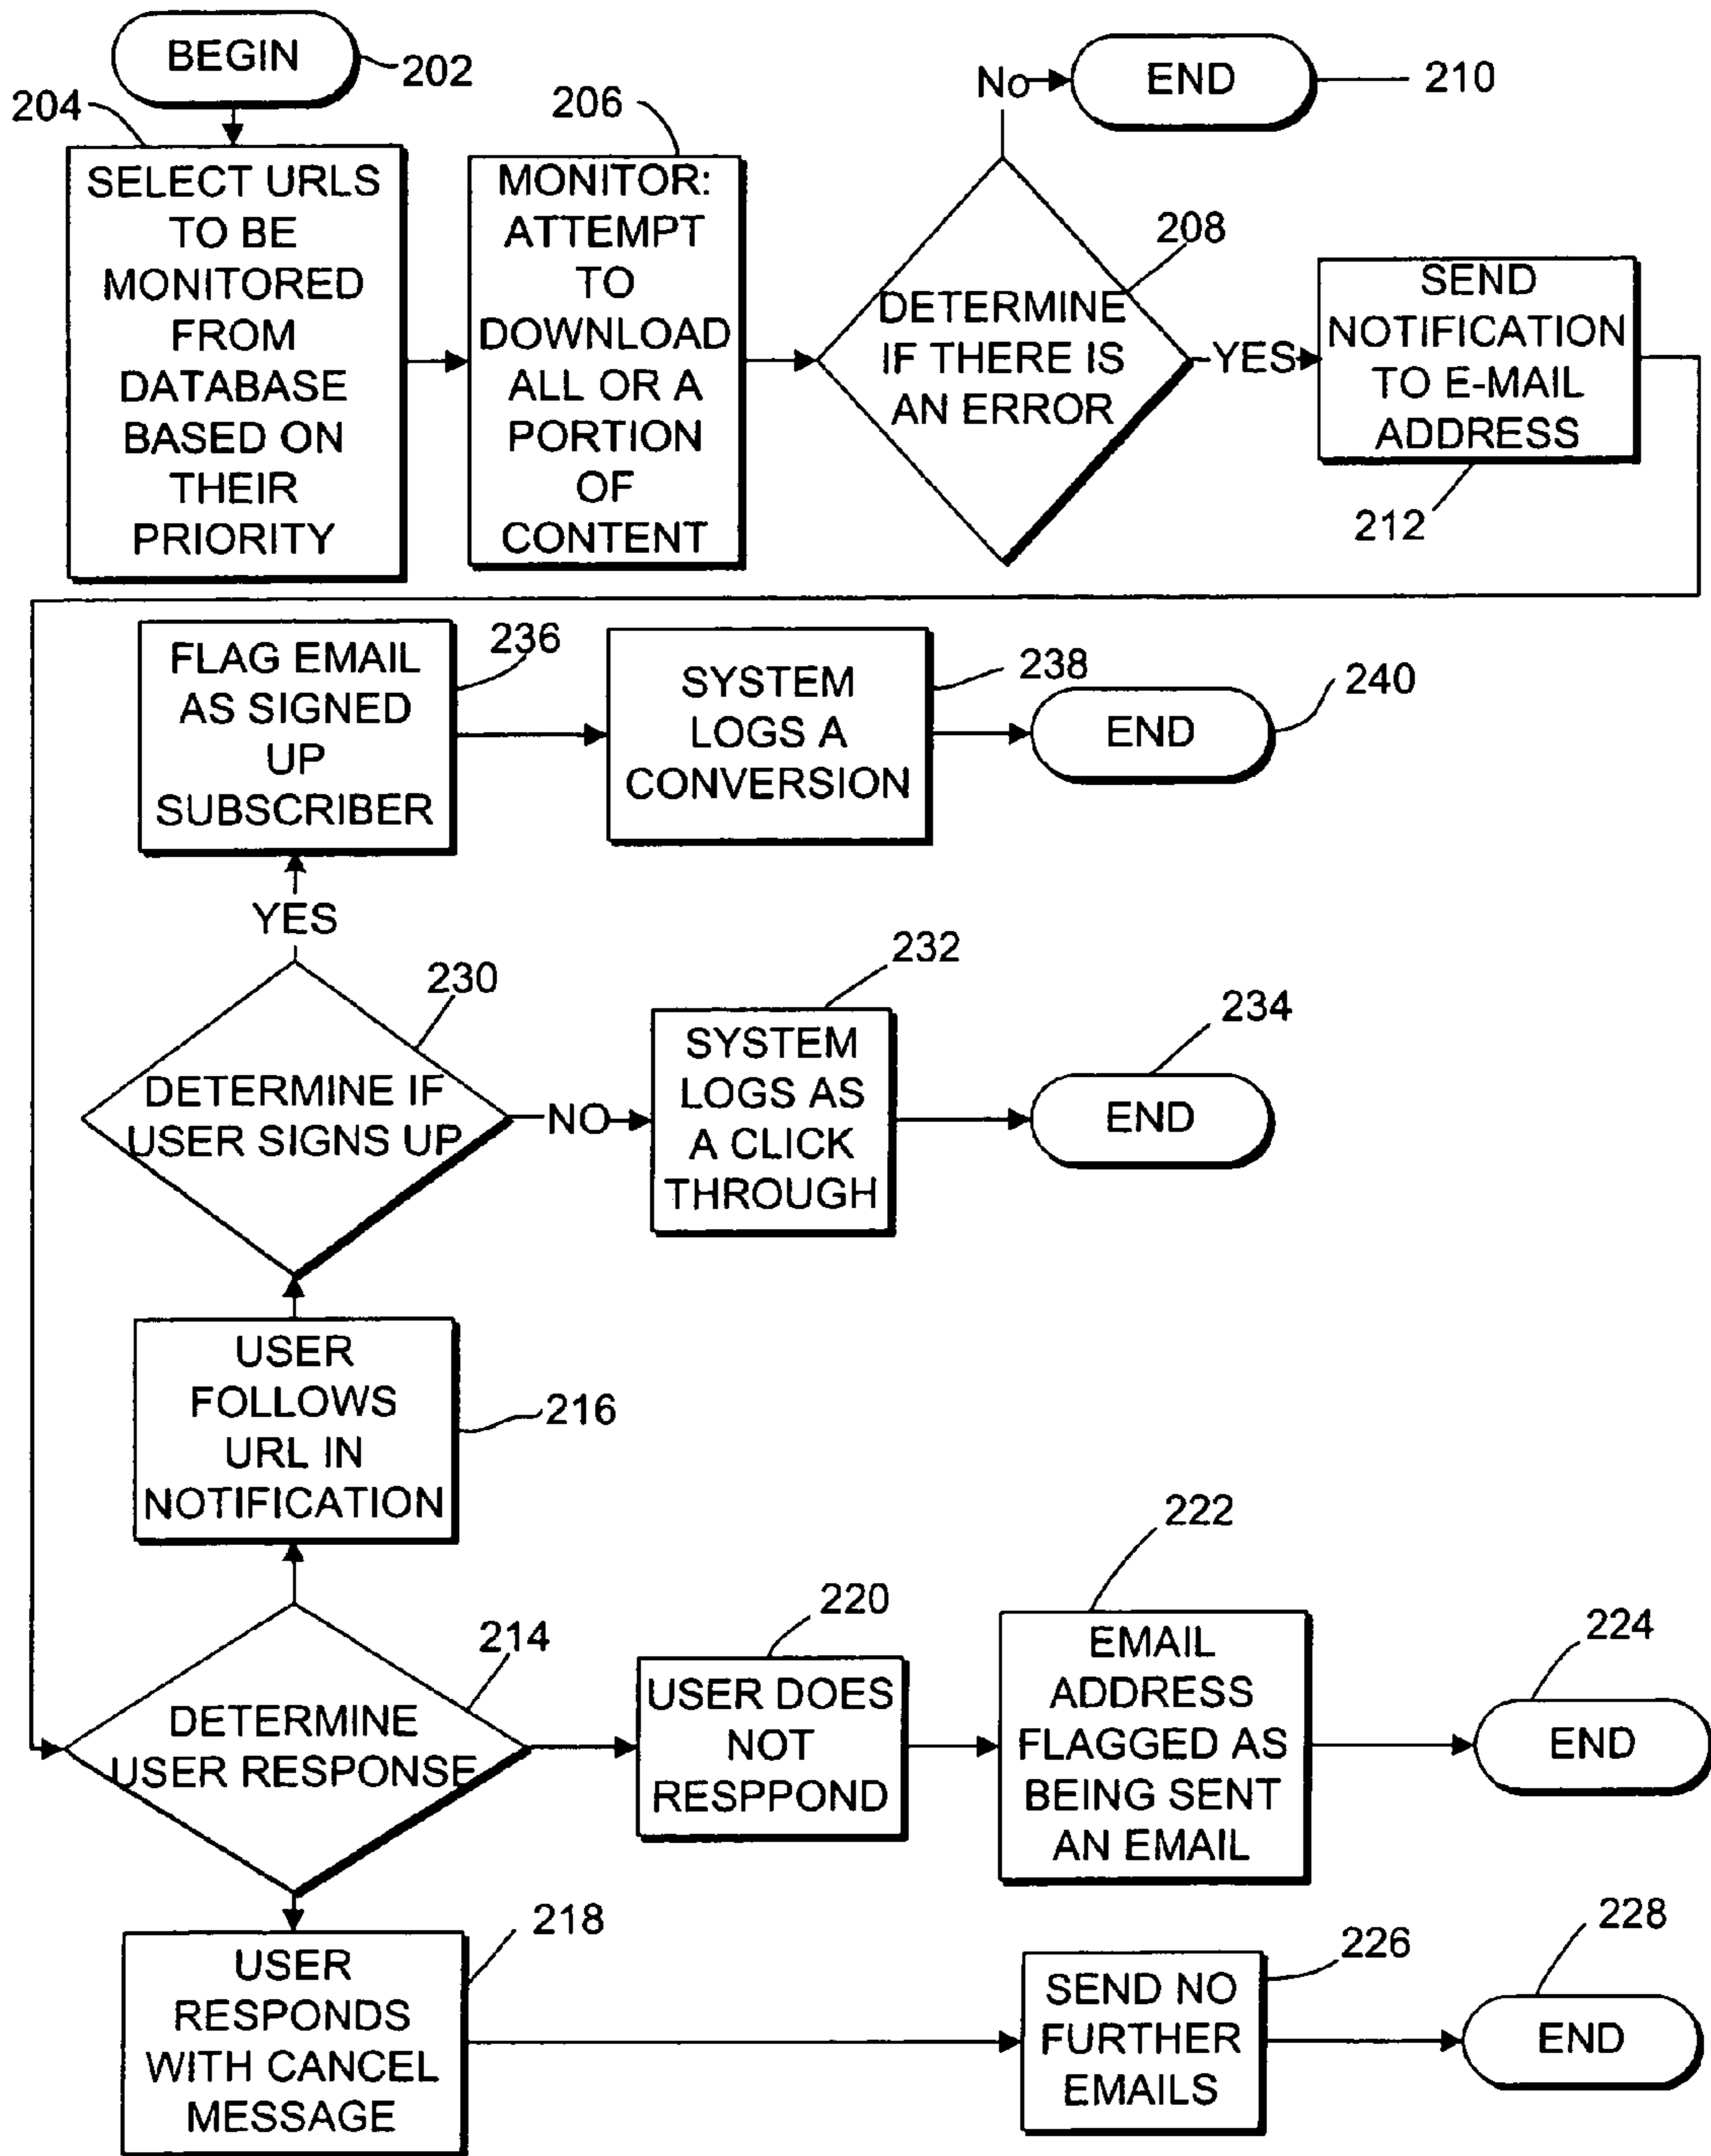 BEGIN
202
204
SELECT URLS
TO BE
MONITORED
FROM
DATABASE
BASED ON
THEIR
PRIORITY
206
MONITOR:
ATTEMPT
TO
DOWNLOAD
ALL OR A
PORTION
OF
CONTENT
No
END
210
208
DETERMINE
IF THERE IS
AN ERROR
YES
SEND
NOTIFICATION
TO E-MAIL
ADDRESS
212
FLAG EMAIL
AS SIGNED
UP
SUBSCRIBER
236
SYSTEM
LOGS A
CONVERSION
238
END
240
YES
230
DETERMINE IF
USER SIGNS UP
NO
232
SYSTEM
LOGS AS
A CLICK
THROUGH
234
END
USER
FOLLOWS
URL IN
NOTIFICATION
216
214
DETERMINE
USER RESPONSE
220
USER DOES
NOT
RESPPOND
222
EMAIL
ADDRESS
FLAGGED AS
BEING SENT
AN EMAIL
224
END
218
USER
RESPONDS
WITH CANCEL
MESSAGE
226
SEND NO
FURTHER
EMAILS
228
END